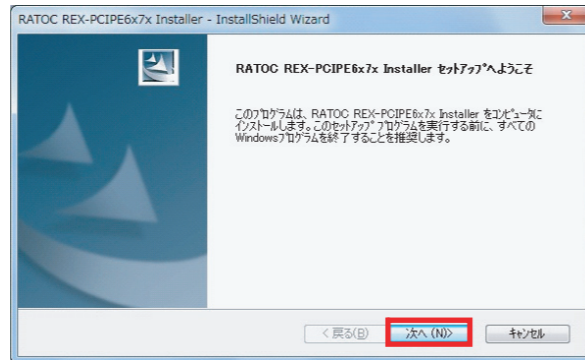 RATOC REX-PCIPE6x7x Installer - InstallShield Wizard
RATOC REX-PCIPE6x7x Installer ｾｯﾄｱｯﾌﾟへようこそ
このﾌﾟﾛｸﾞﾗﾑは、RATOC REX-PCIPE6x7x Installer をｺﾝﾋﾟｭｰﾀに
ｲﾝｽﾄｰﾙします。このｾｯﾄｱｯﾌﾟ ﾌﾟﾛｸﾞﾗﾑを実行する前に、すべての
Windowsﾌﾟﾛｸﾞﾗﾑを終了することを推奨します。
< 戻る(B) 次へ (N)> ｷｬﾝｾﾙ